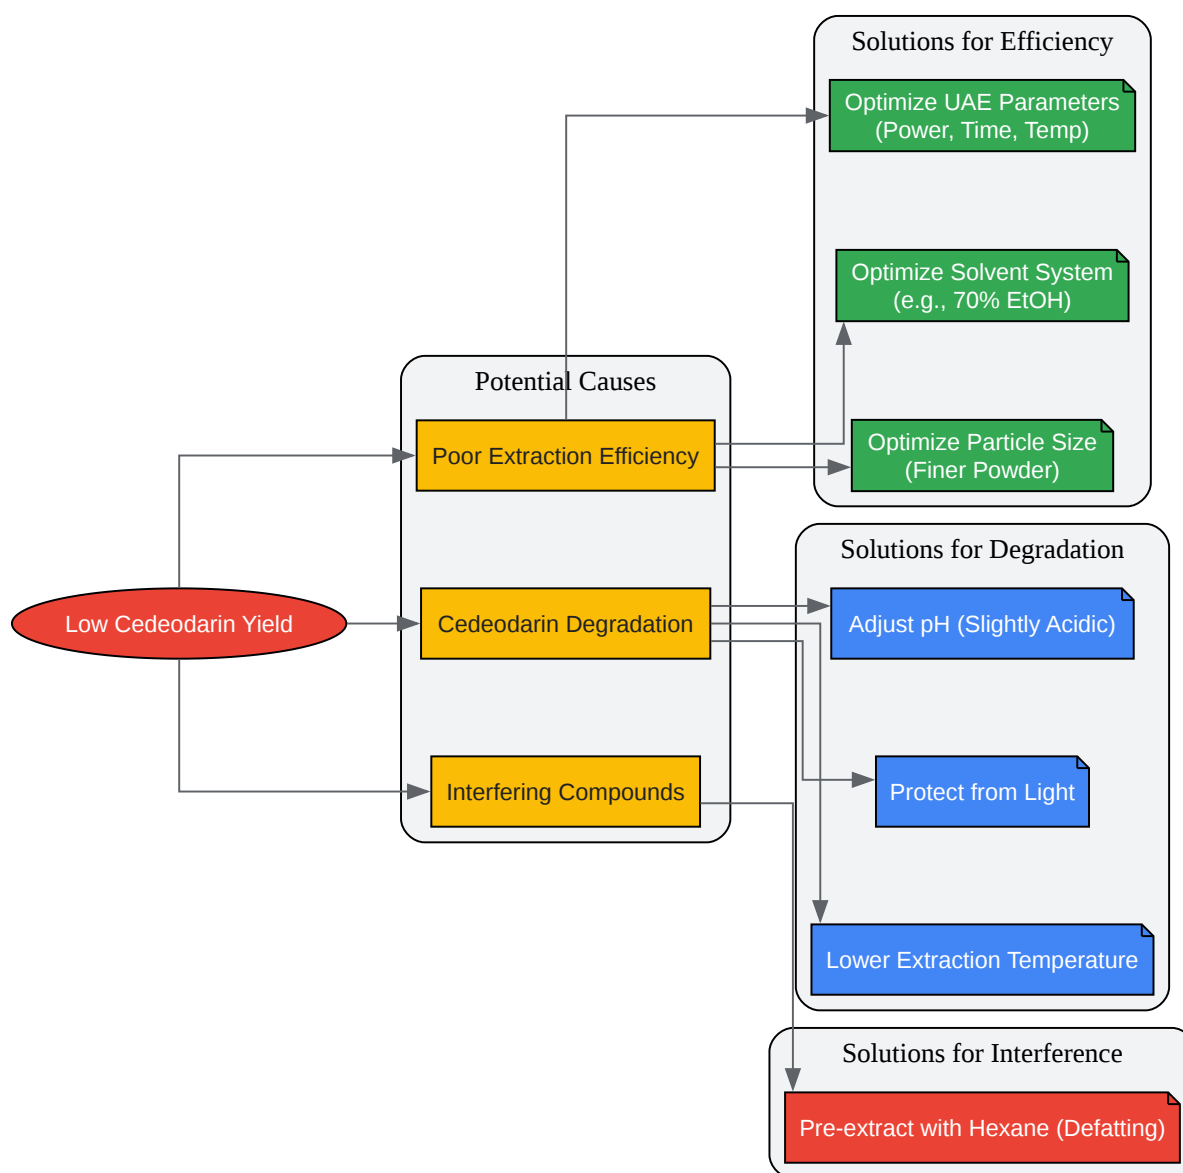 Solutions for Efficiency
Optimize UAE Parameters
(Power, Time, Temp)
Optimize Solvent System
(e.g., 70% EtOH)
Potential Causes
Poor Extraction Efficiency
Optimize Particle Size
(Finer Powder)
Solutions for Degradation
Low Cedeodarin Yield
Cedeodarin Degradation
Adjust pH (Slightly Acidic)
Interfering Compounds
Protect from Light
Lower Extraction Temperature
Solutions for Interference
Pre-extract with Hexane (Defatting)